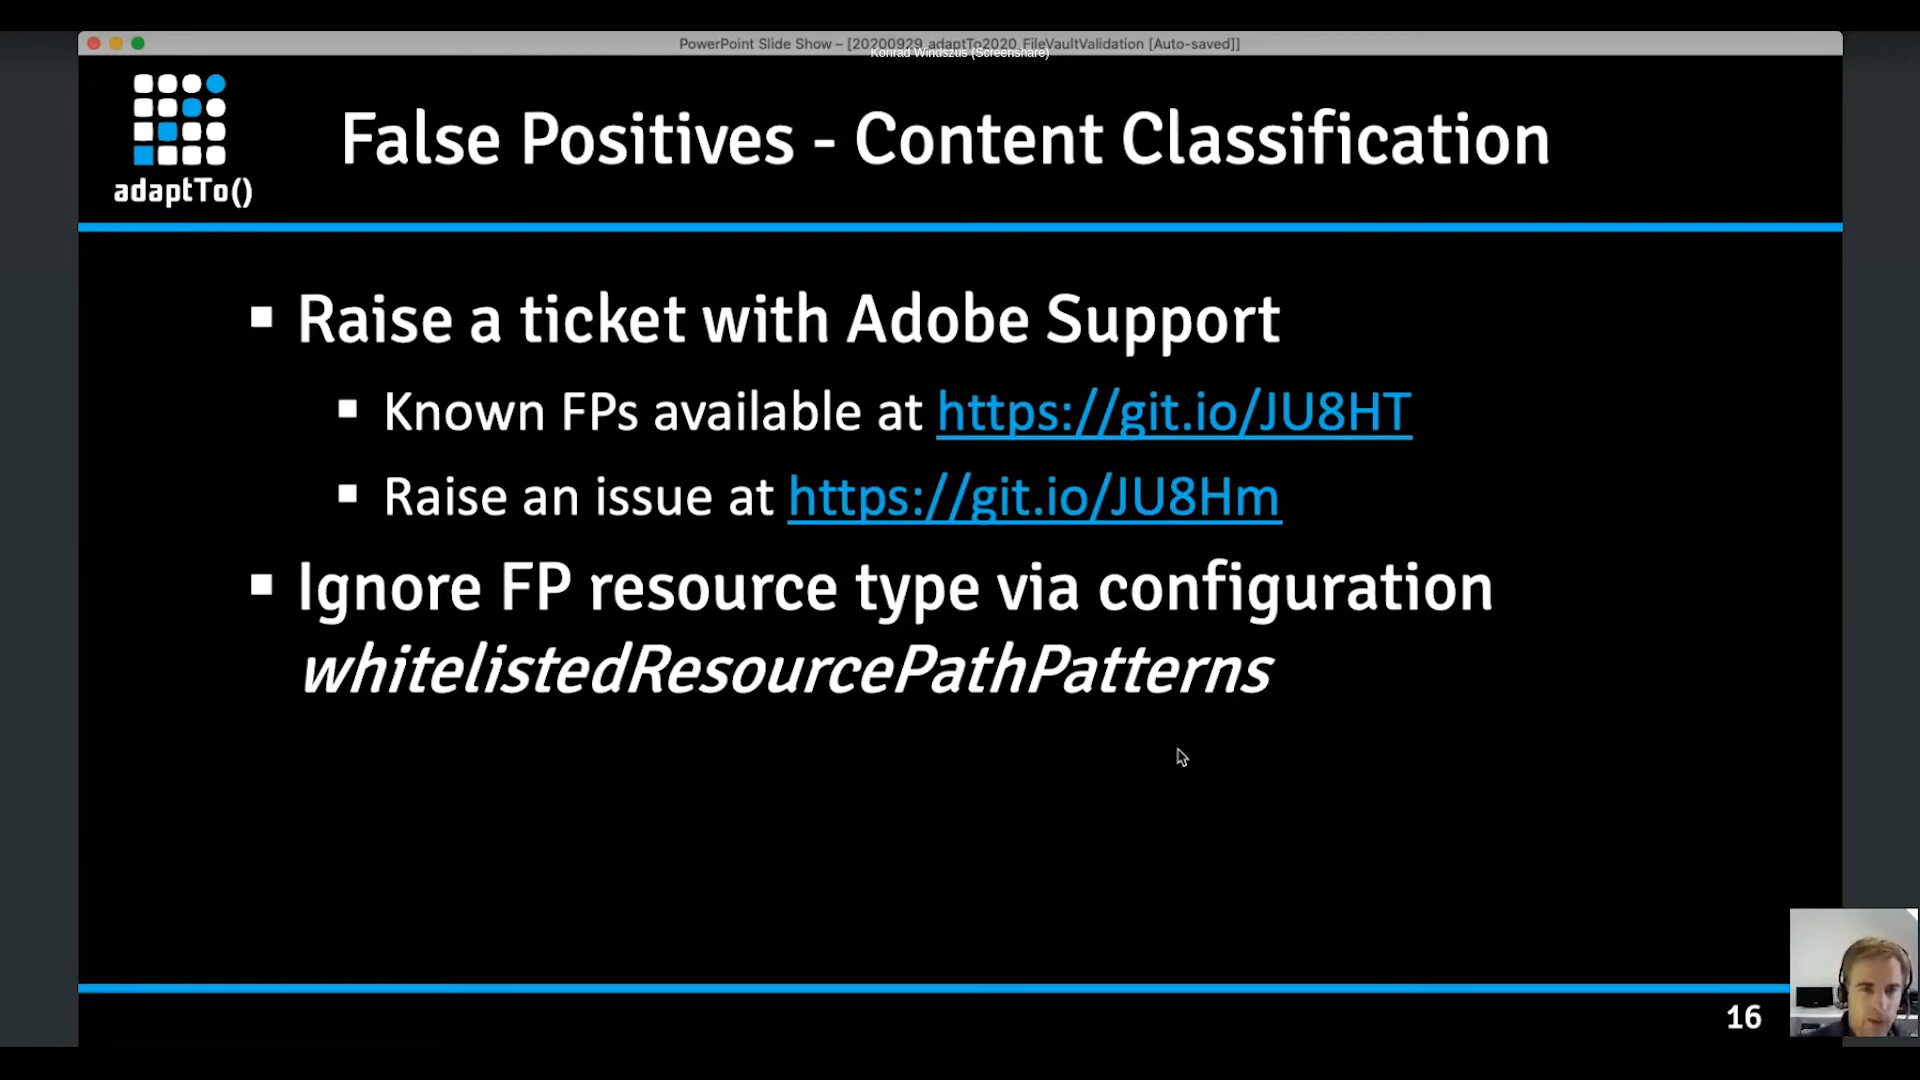 PowerPoint Slide Show – [20200929_adaptTo2020_FileVaultValidation [Auto-saved]]
Konrad Windszus (Screenshare)
adaptTo()
False Positives - Content Classification
Raise a ticket with Adobe Support
Known FPs available at https://git.io/JU8HT
Raise an issue at https://git.io/JU8Hm
Ignore FP resource type via configuration
whitelistedResourcePathPatterns
16